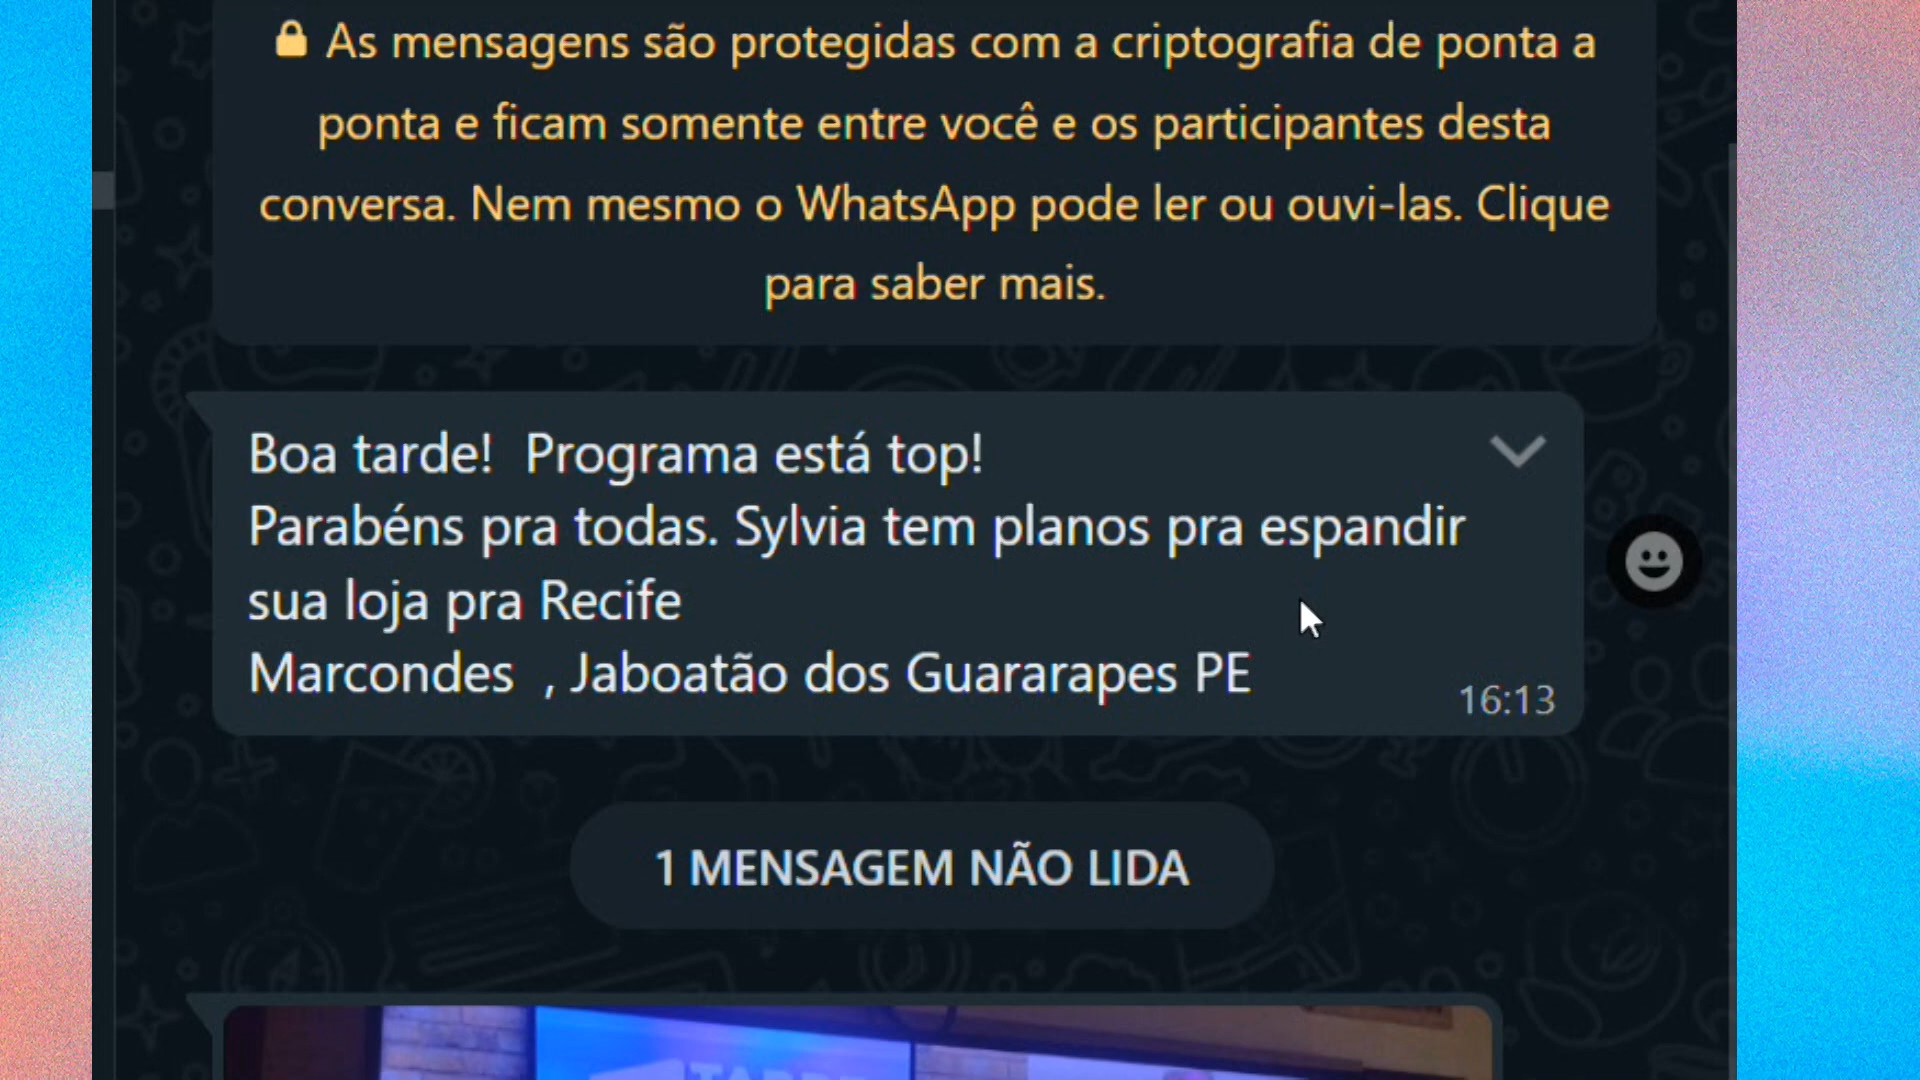 As mensagens são protegidas com a criptografia de ponta a
ponta e ficam somente entre você e os participantes desta
conversa. Nem mesmo o WhatsApp pode ler ou ouvi-las. Clique
para saber mais.
Boa tarde!  Programa está top!
Parabéns pra todas. Sylvia tem planos pra espandir
sua loja pra Recife
Marcondes  , Jaboatão dos Guararapes PE
16:13
1 MENSAGEM NÃO LIDA